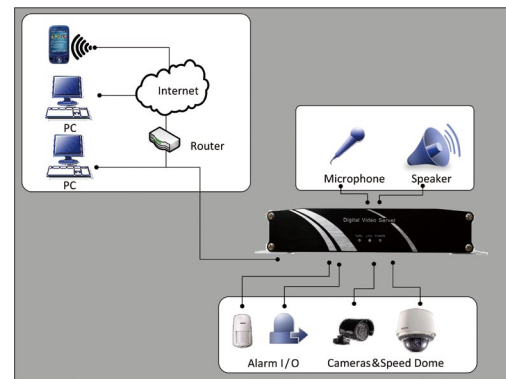 Internet
PC
Router
PC
Microphone
Speaker
Digital Video Server
Alarm I/O
Cameras&Speed Dome